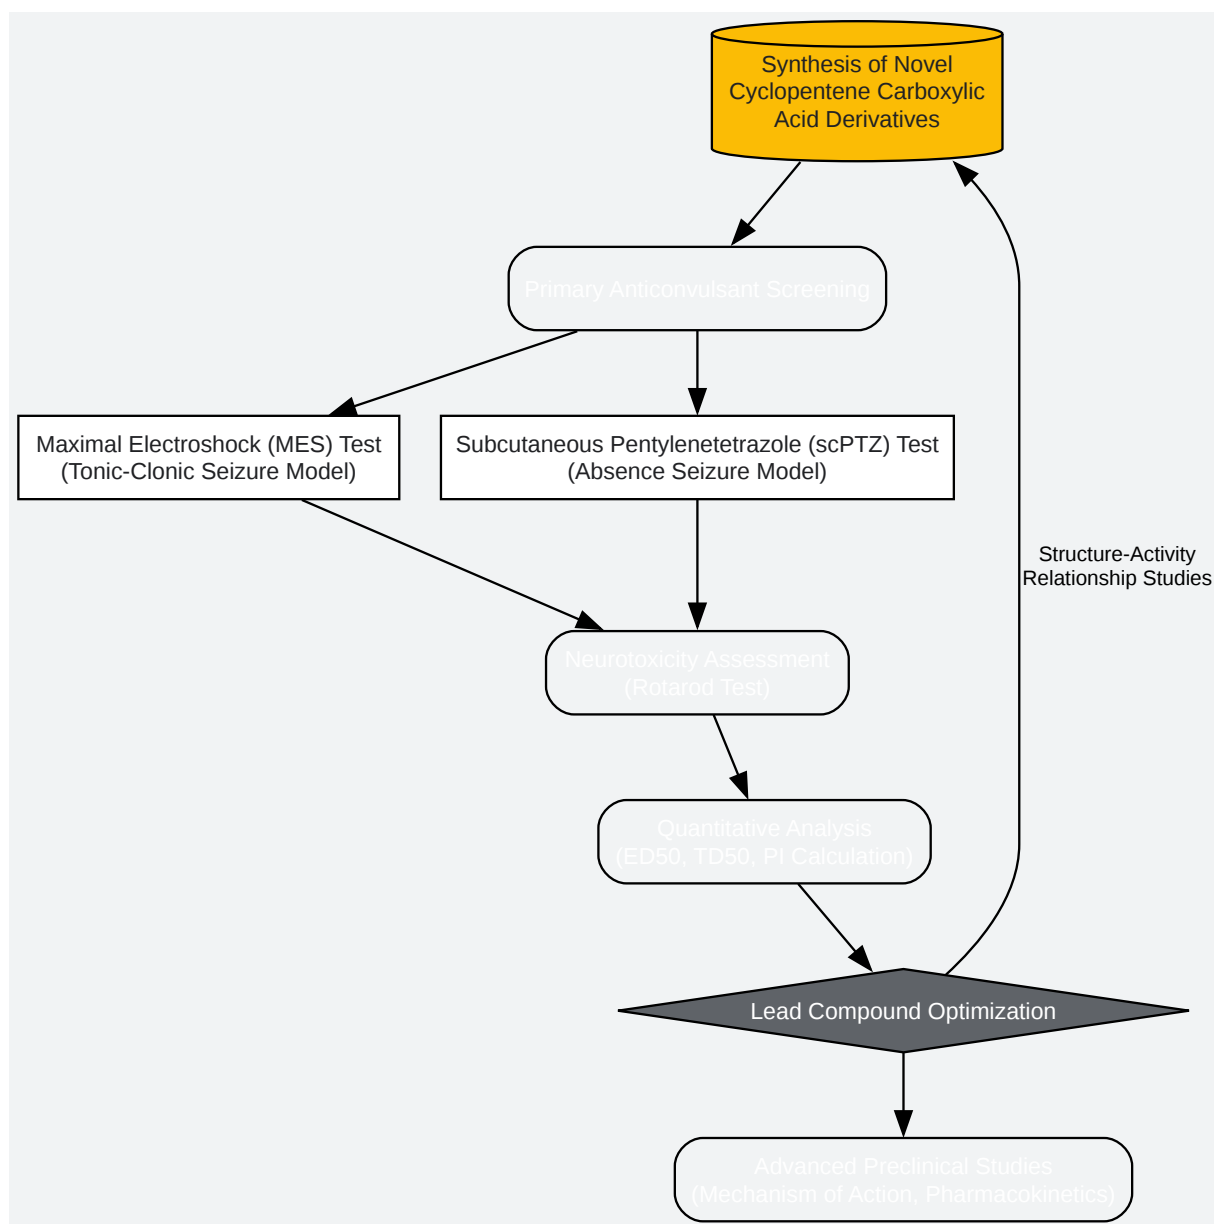 Synthesis of Novel
Cyclopentene Carboxylic
Acid Derivatives
Primary Anticonvulsant Screening
Maximal Electroshock (MES) Test
(Tonic-Clonic Seizure Model)
Subcutaneous Pentylenetetrazole (scPTZ) Test
(Absence Seizure Model)
Structure-Activity
Relationship Studies
Neurotoxicity Assessment
(Rotarod Test)
Quantitative Analysis
(ED50, TD50, PI Calculation)
Lead Compound Optimization
Advanced Preclinical Studies
(Mechanism of Action, Pharmacokinetics)